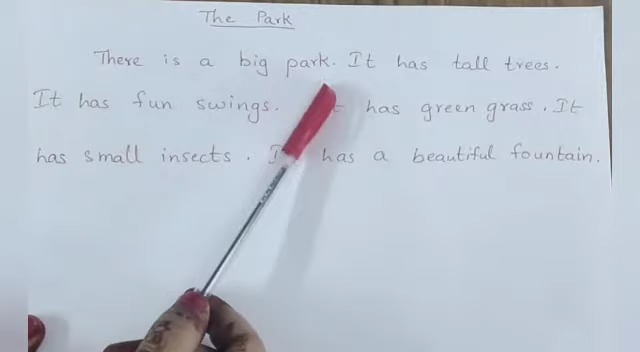 The Park
There is a big park. It has tall trees.
It has fun swings. has green grass. It
has small insects. has a beautiful fountain.